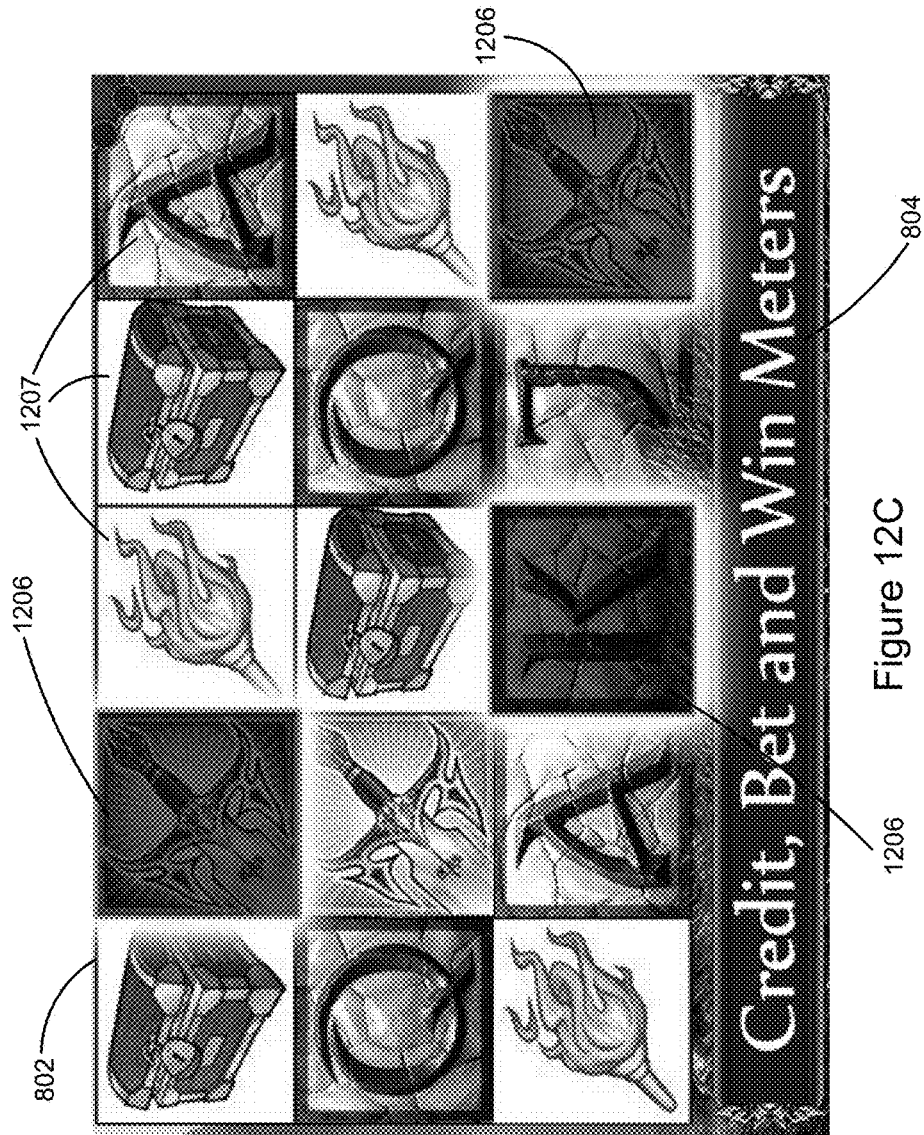 1206
1207
802
A
Q Q
1206
A K J
Credit, Bet and Win Meters
1206
804
Figure 12C